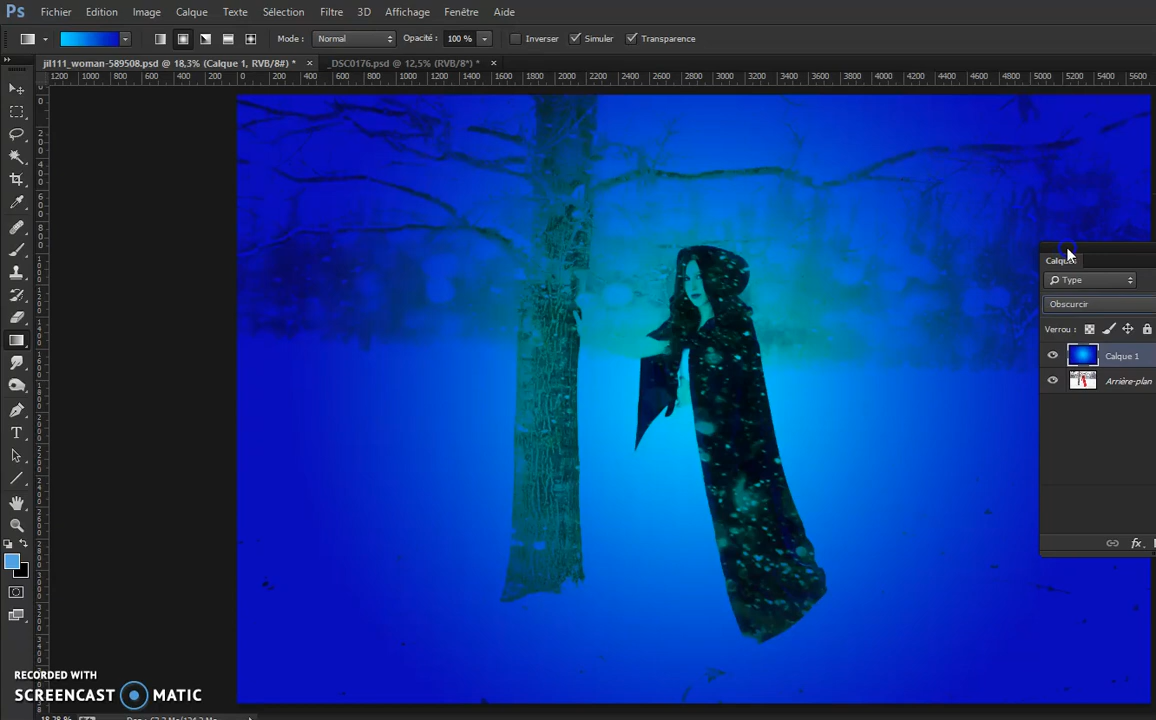 Ps Fichier Edition Image Calque Texte Sélection Filtre 3D Affichage Fenêtre Aide
Mode : Normal Opacité : 100 % Inverser Simuler Transparence
jil111_woman-589508.psd @ 18,3% (Calque 1, RVB/8#) * × _DSC0176.psd @ 12,5% (RVB/8*) * ×
1200 1000 800 600 400 200 0 200 400 600 800 1000 1200 1400 1600 1800 2000 2200 2400 2600 2800 3000 3200 3400 3600 3800 4000 4200 4400 4600 4800 5000 5200 5400 5600
Calques
Type
Obscurcir
Verrou :
Calque 1
Arrière-plan
fx
T
RECORDED WITH
SCREENCAST MATIC